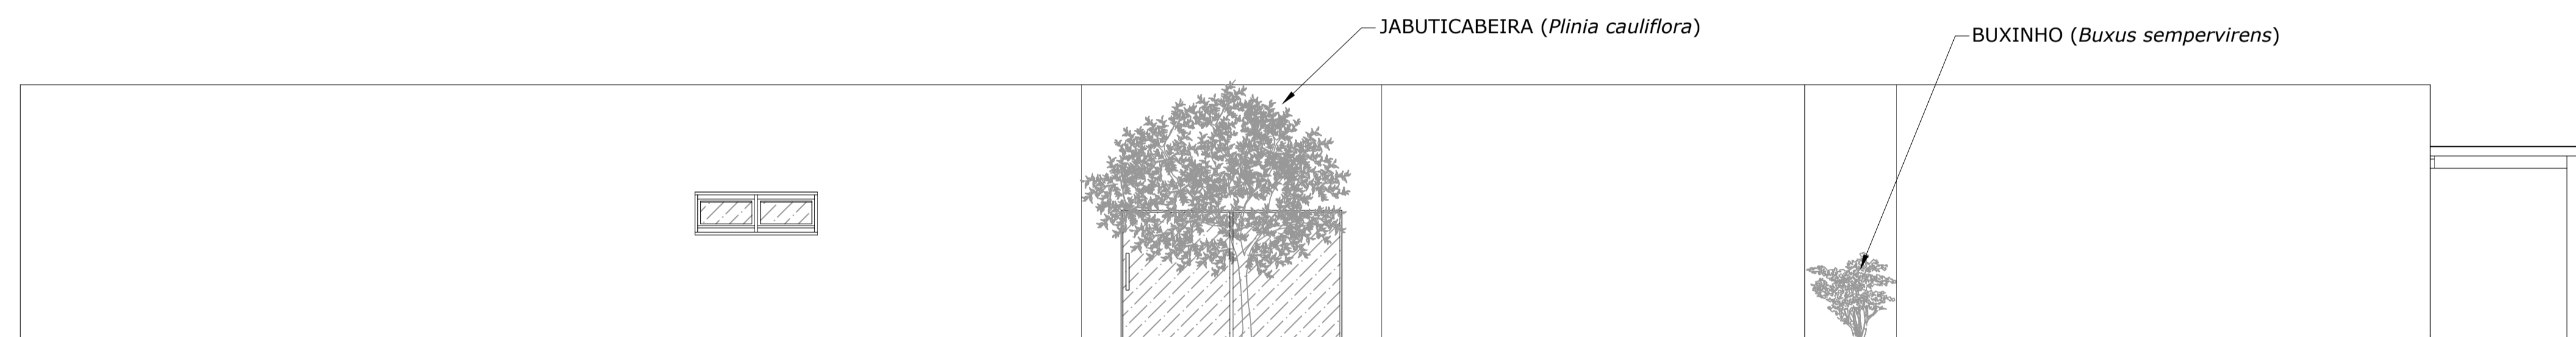 JABUTICABEIRA (Plinia cauliflora)
BUXINHO (Buxus sempervirens)